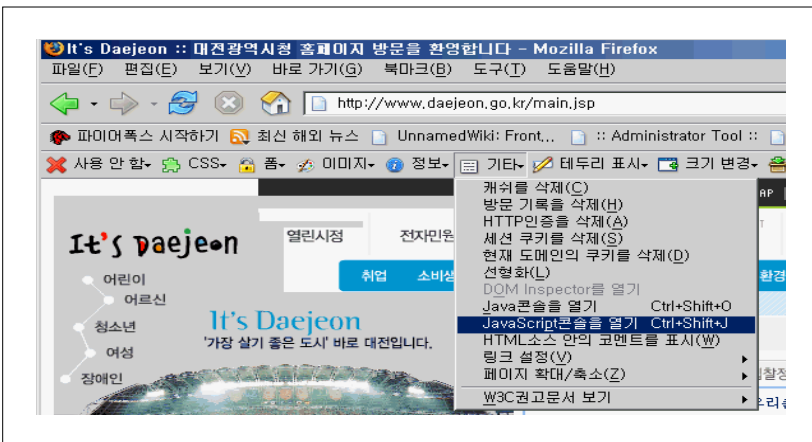 It's Daejeon :: 대전광역시청 홈페이지 방문을 환영합니다 - Mozilla Firefox
파일(F) 편집(E) 보기(V) 바로 가기(G) 북마크(B) 도구(T) 도움말(H)
http://www.daejeon.go.kr/main.jsp
파이어폭스 시작하기 최신 해외 뉴스 UnnamedWiki: Front... :: Administrator Tool ::
사용 안 함 CSS 폼 이미지 정보 기타 테두리 표시 크기 변경
캐쉬를 삭제(C)
방문 기록을 삭제(H)
HTTP인증을 삭제(A)
세션 쿠키를 삭제(S)
현재 도메인의 쿠키를 삭제(D)
선형화(L)
DOM Inspector를 열기
Java콘솔을 열기 Ctrl+Shift+O
JavaScript콘솔을 열기 Ctrl+Shift+J
HTML소스 안의 코멘트를 표시(W)
링크 설정(V)
페이지 확대/축소(Z)
W3C권고문서 보기
It's Daejeon
열린시정 전자민원
취업 소비생
환경
어린이
어르신
청소년
여성
장애인
It's Daejeon
'가장 살기 좋은 도시' 바로 대전입니다.